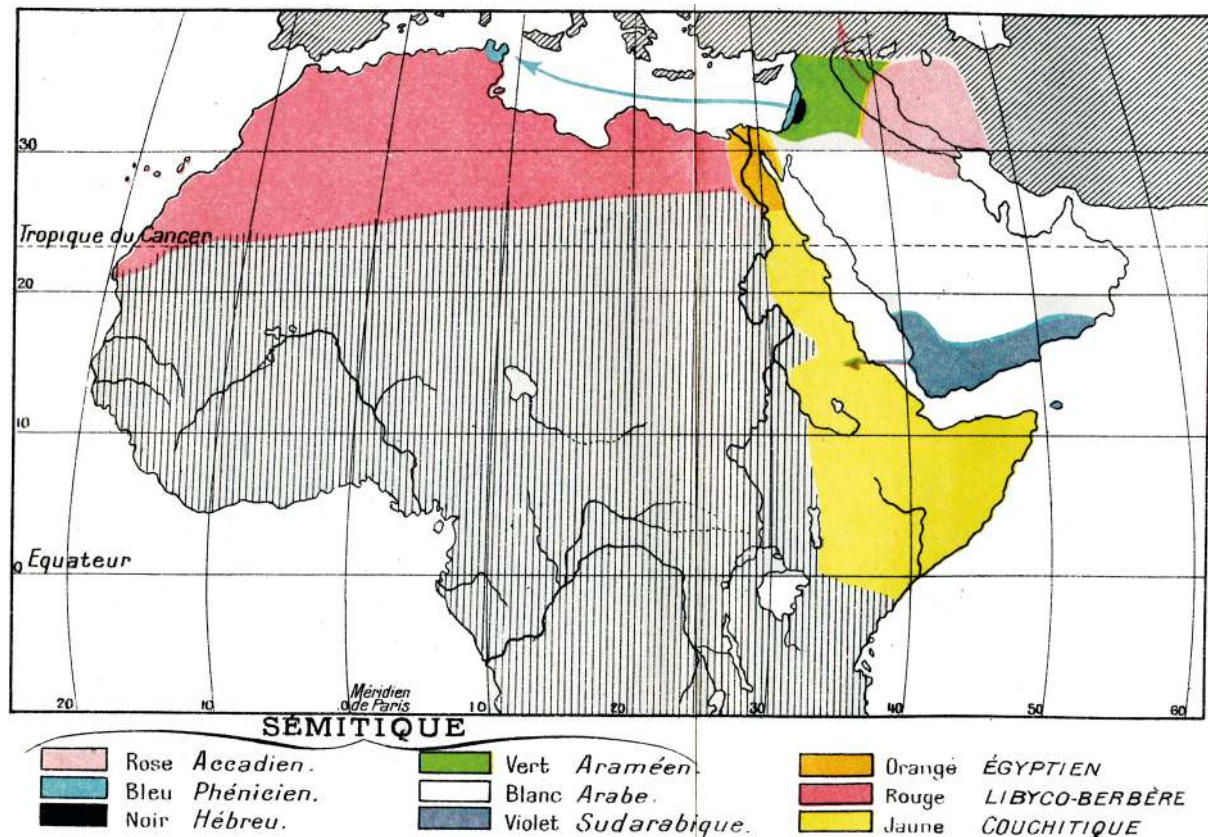 30
Tropique du Cancer
20
10
0 Equateur
20 10 0 Méridien de Paris 10 20 30 40 50 60
SÉMITIQUE
Rose Accadien. Vert Araméen. Orangé ÉGYPTIEN
Bleu Phénicien. Blanc Arabe. Rouge LIBYCO-BERBÈRE
Noir Hébreu. Violet Sudarabique. Jaune COUCHITIQUE